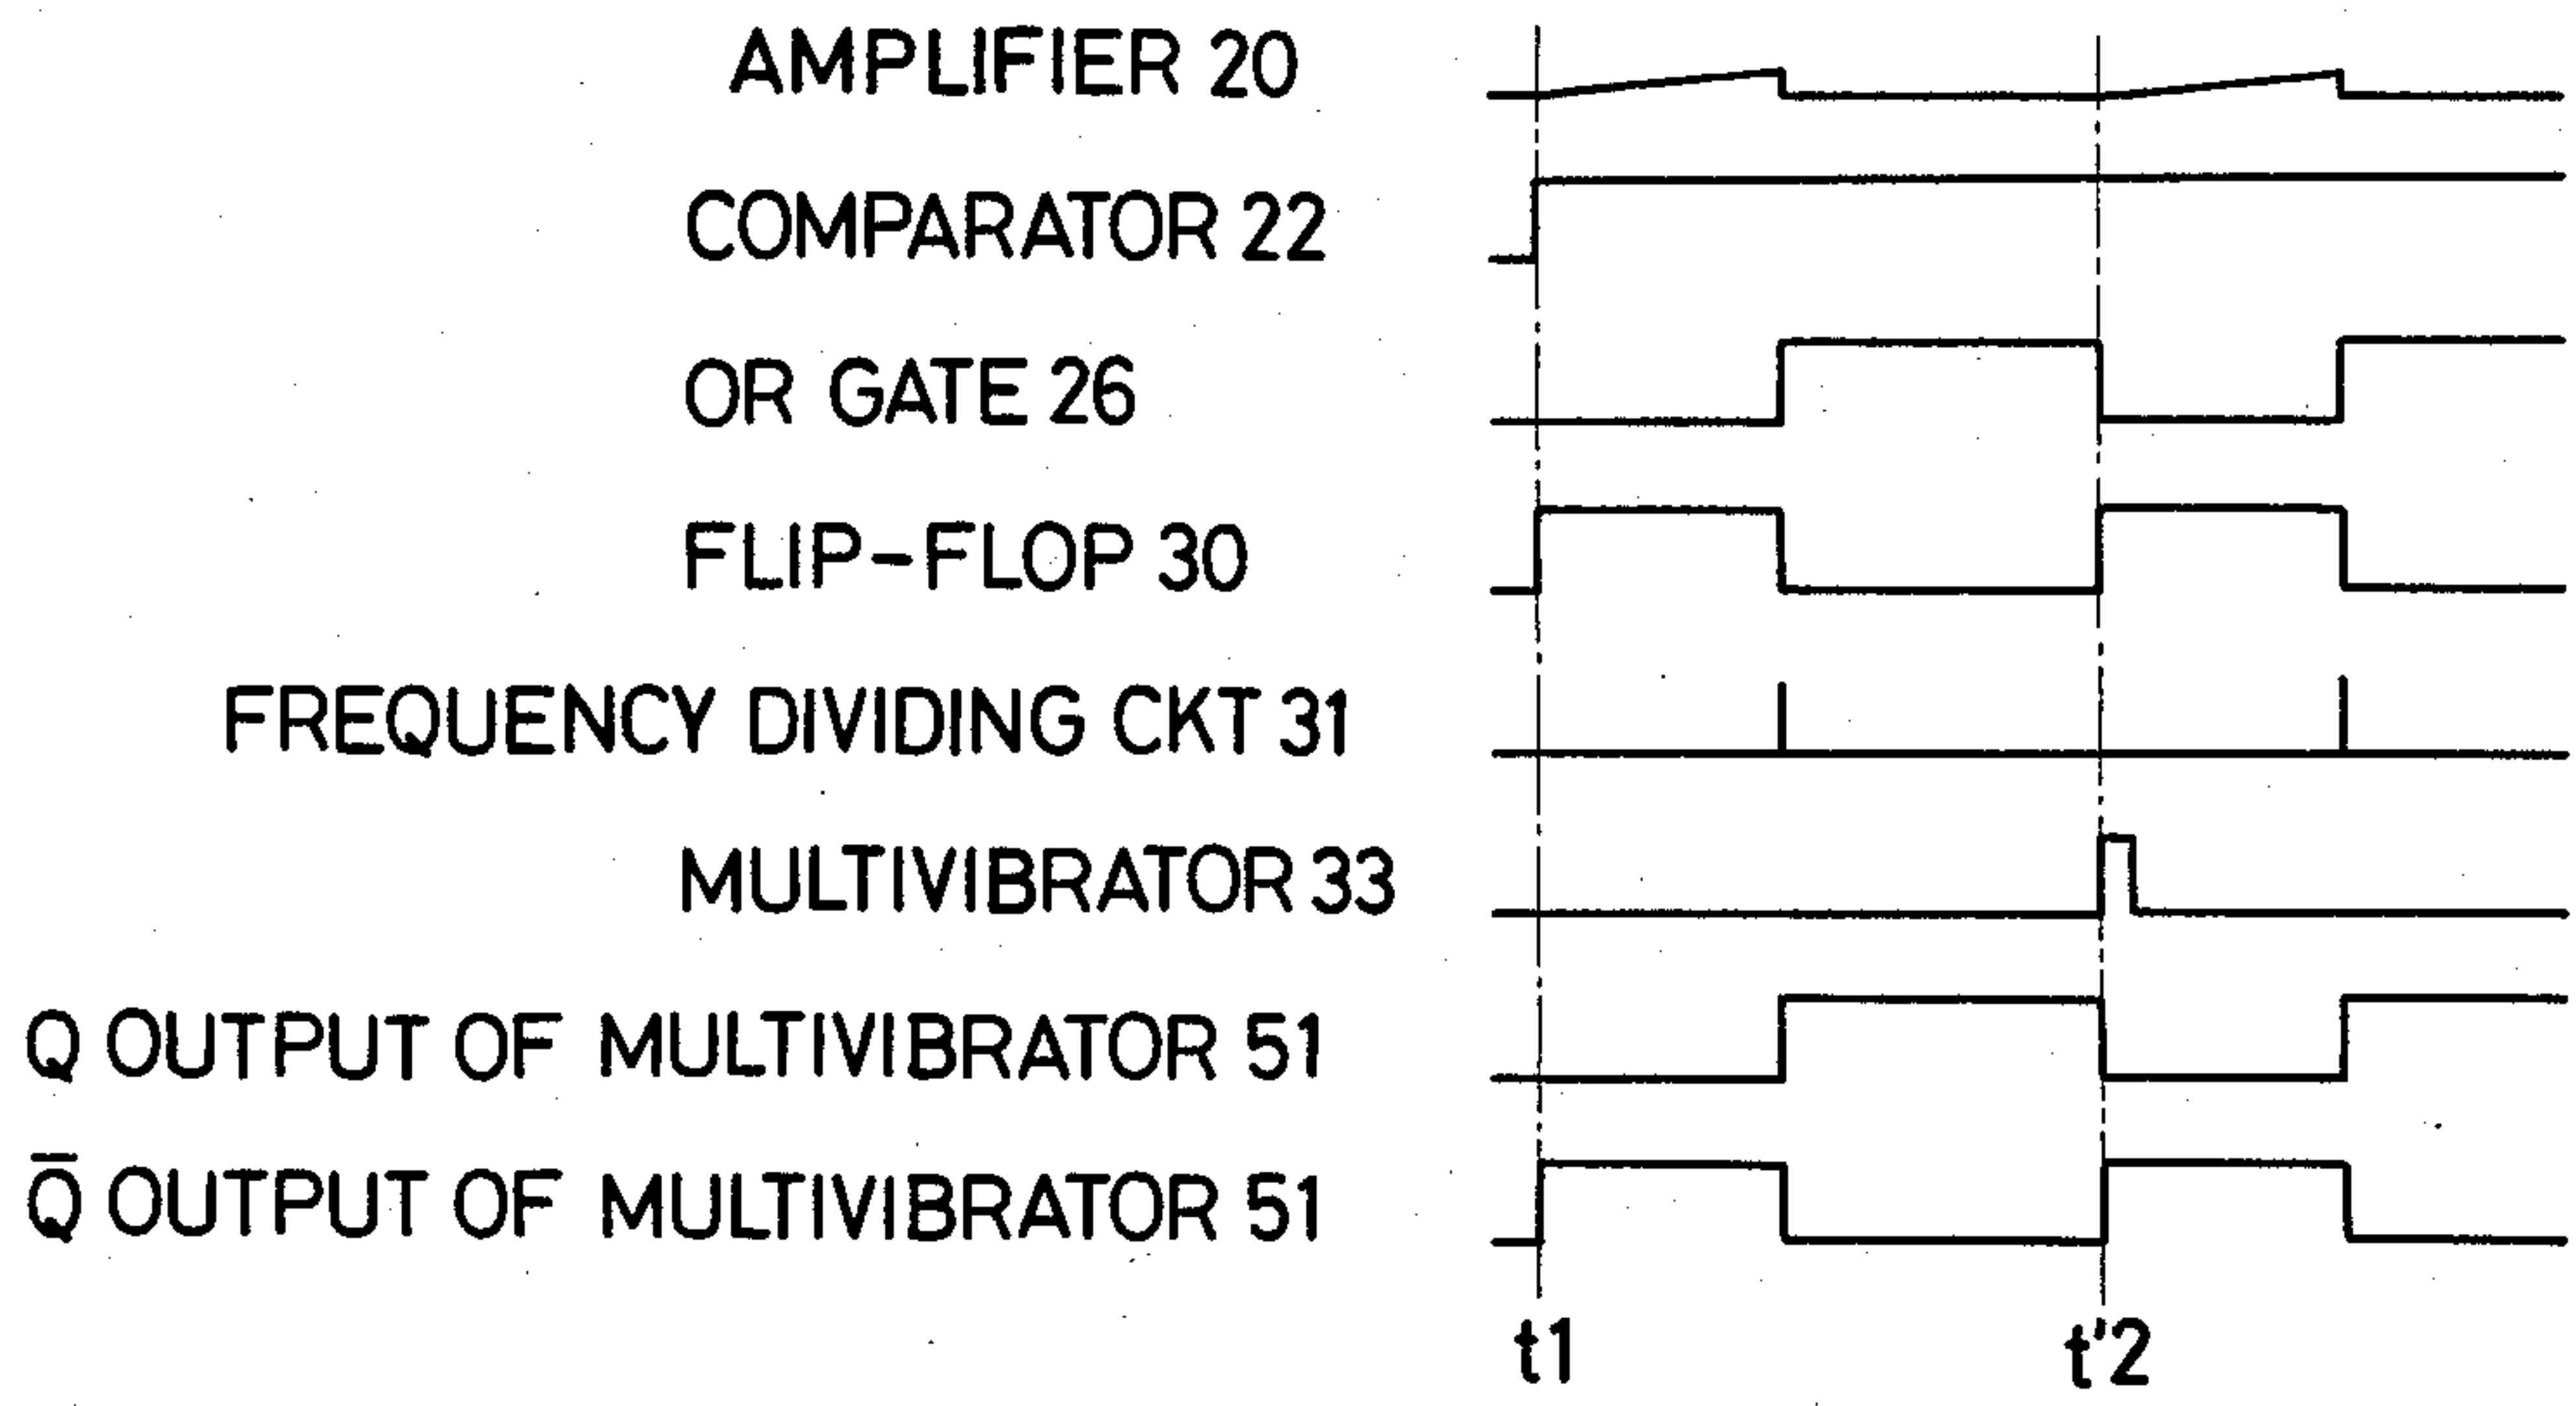 AMPLIFIER 20
COMPARATOR 22
OR GATE 26
FLIP-FLOP 30
FREQUENCY DIVIDING CKT 31
MULTIVIBRATOR 33
Q OUTPUT OF MULTIVIBRATOR 51
Q̅ OUTPUT OF MULTIVIBRATOR 51
t1 t'2